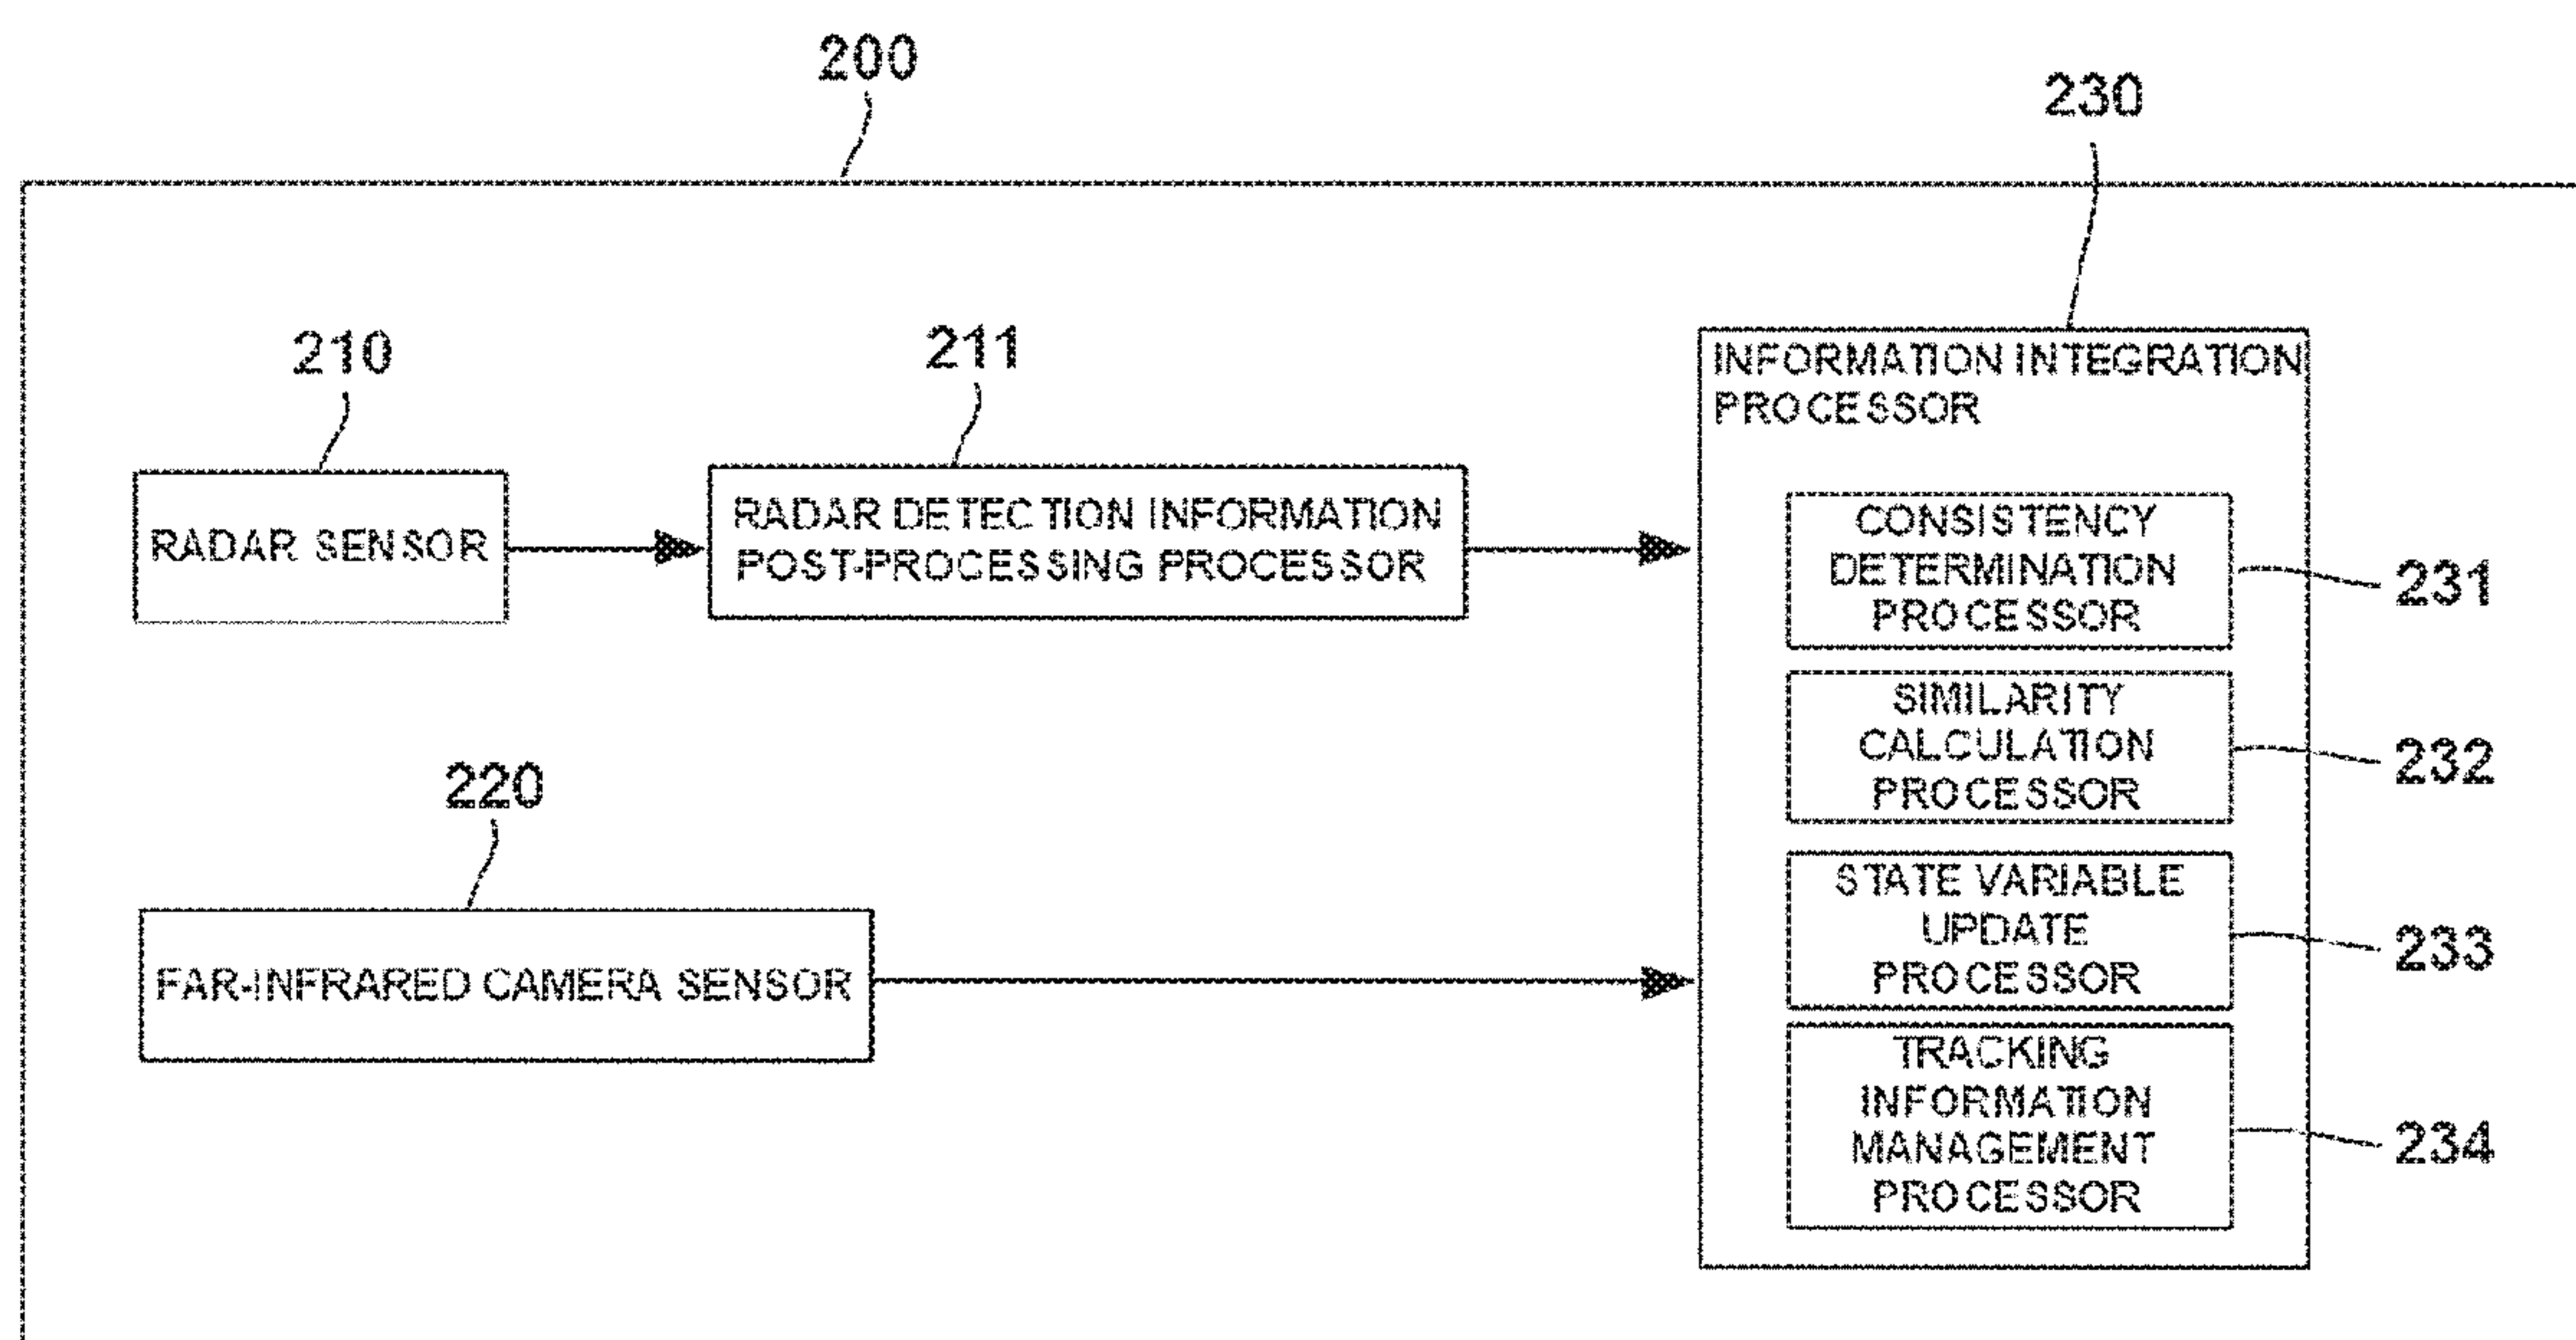 200
230
210
211
INFORMATION INTEGRATION
PROCESSOR
RADAR SENSOR
RADAR DETECTION INFORMATION
POST-PROCESSING PROCESSOR
CONSISTENCY
DETERMINATION
PROCESSOR
231
SIMILARITY
CALCULATION
PROCESSOR
232
220
FAR-INFRARED CAMERA SENSOR
STATE VARIABLE
UPDATE
PROCESSOR
233
TRACKING
INFORMATION
MANAGEMENT
PROCESSOR
234